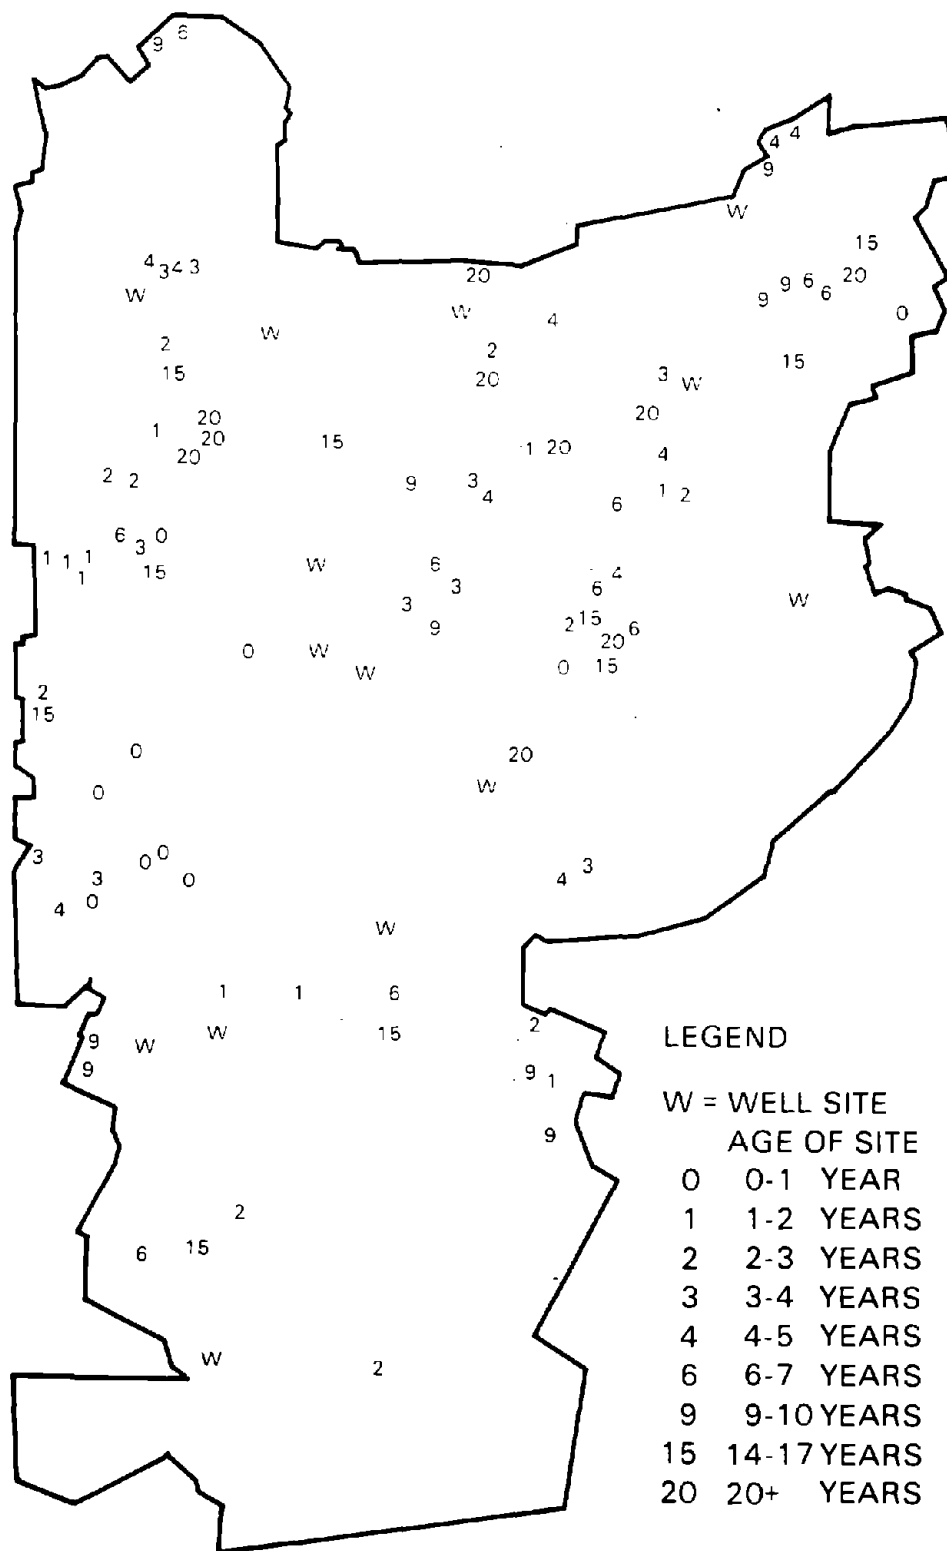 6
9
4 4
9
W
15
4 3 4 3
20
20
9 9 6 6
W
W
4
0
W
2
2
15
3 W
15
20
20
20
1
20
20
15
1 20
4
20
2 2
9
3
4
1 2
6
6 0
3
1 1 1
1
15
W
6
3
4
6
W
3
9
2 15
6
20
0
W
0 15
W
2
15
0
20
W
0
3
0 0
3
0
3
4
4 0
W
1 1 6
2
9 W W 15
9
9 1
9
2
6 15
W
2
LEGEND
W = WELL SITE
AGE OF SITE
0 0-1 YEAR
1 1-2 YEARS
2 2-3 YEARS
3 3-4 YEARS
4 4-5 YEARS
6 6-7 YEARS
9 9-10 YEARS
15 14-17 YEARS
20 20+ YEARS